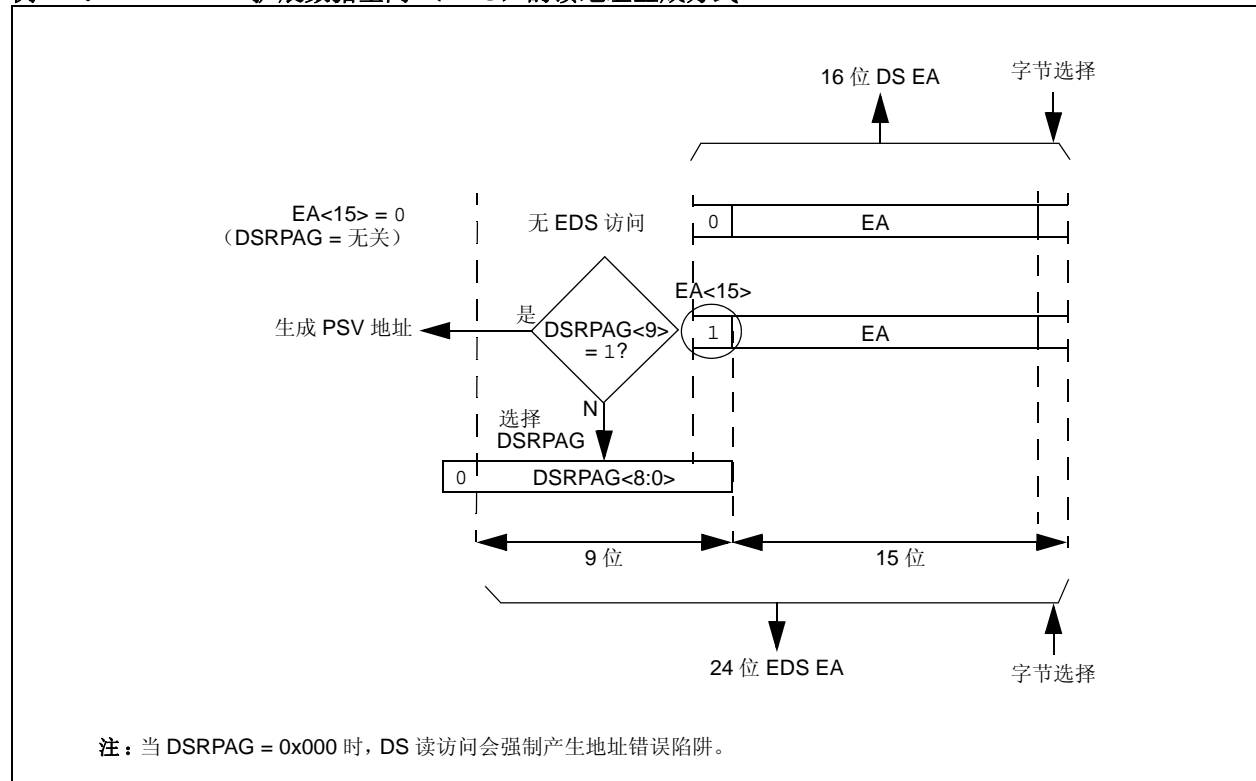 16 位 DS EA
字节选择
EA<15> = 0
（DSRPAG = 无关）
无 EDS 访问
0
EA
EA<15>
是
生成 PSV 地址
DSRPAG<9>
= 1?
1
EA
N
选择
DSRPAG
0
DSRPAG<8:0>
9 位
15 位
24 位 EDS EA
字节选择
注：当 DSRPAG = 0x000 时，DS 读访问会强制产生地址错误陷阱。